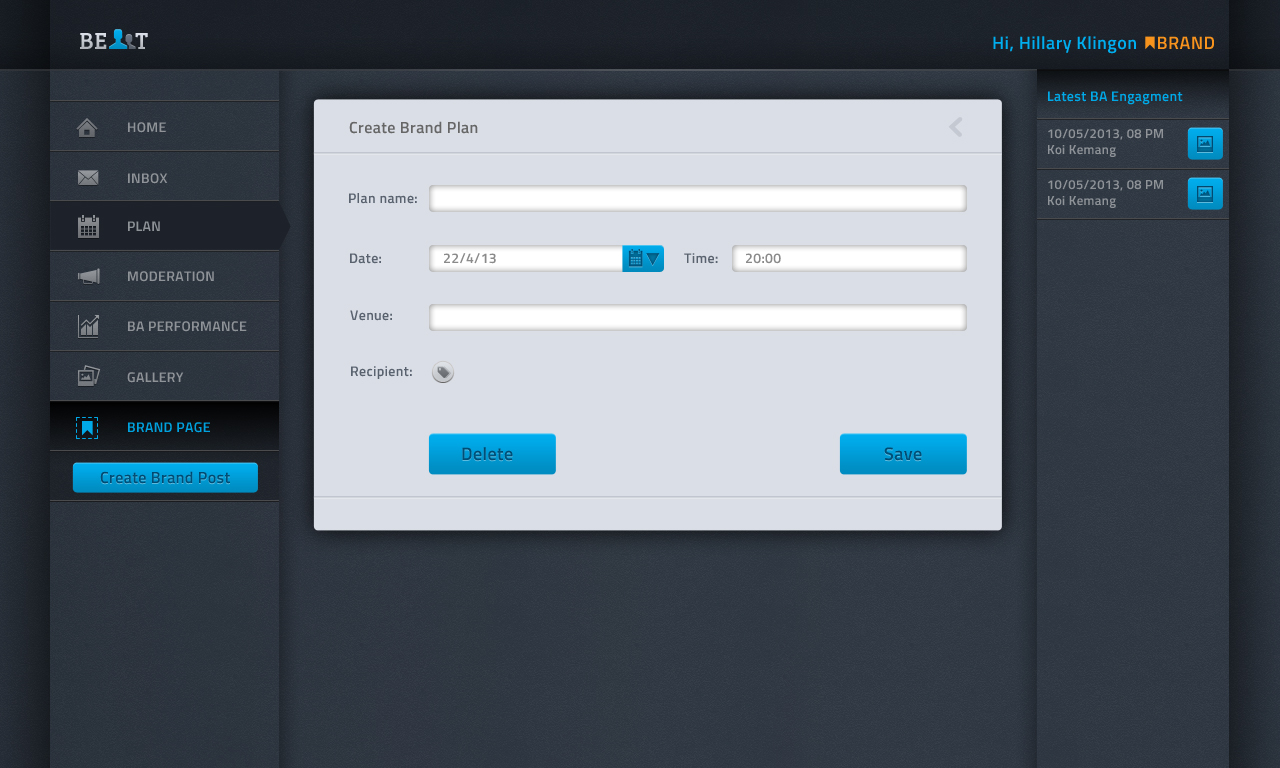 BE T
Hi, Hillary Klingon BRAND
HOME
INBOX
PLAN
MODERATION
BA PERFORMANCE
GALLERY
BRAND PAGE
Create Brand Post
Create Brand Plan
Plan name:
Date: 22/4/13 Time: 20:00
Venue:
Recipient:
Delete Save
Latest BA Engagment
10/05/2013, 08 PM
Koi Kemang
10/05/2013, 08 PM
Koi Kemang